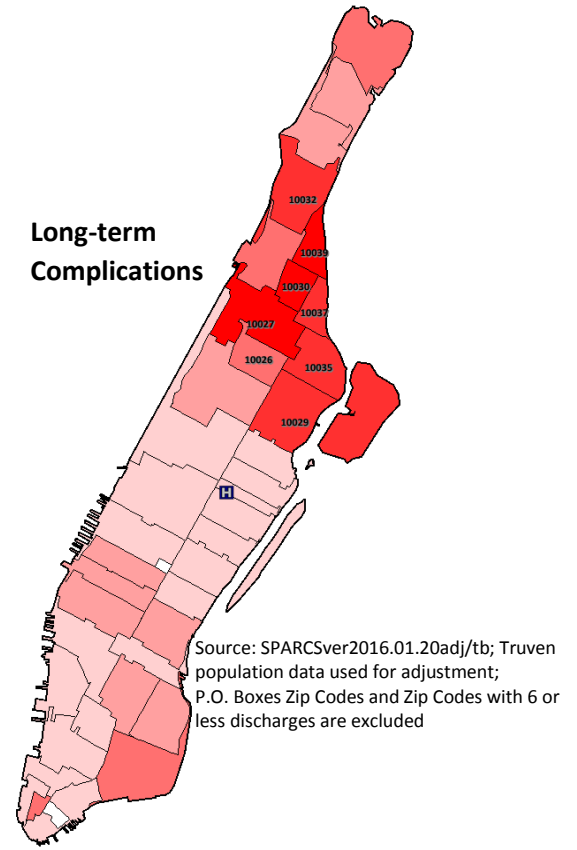 10032
Long-term
Complications
10039
10030
10037
10027
10026
10035
10029
H
Source: SPARCSver2016.01.20adj/tb; Truven
population data used for adjustment;
P.O. Boxes Zip Codes and Zip Codes with 6 or
less discharges are excluded